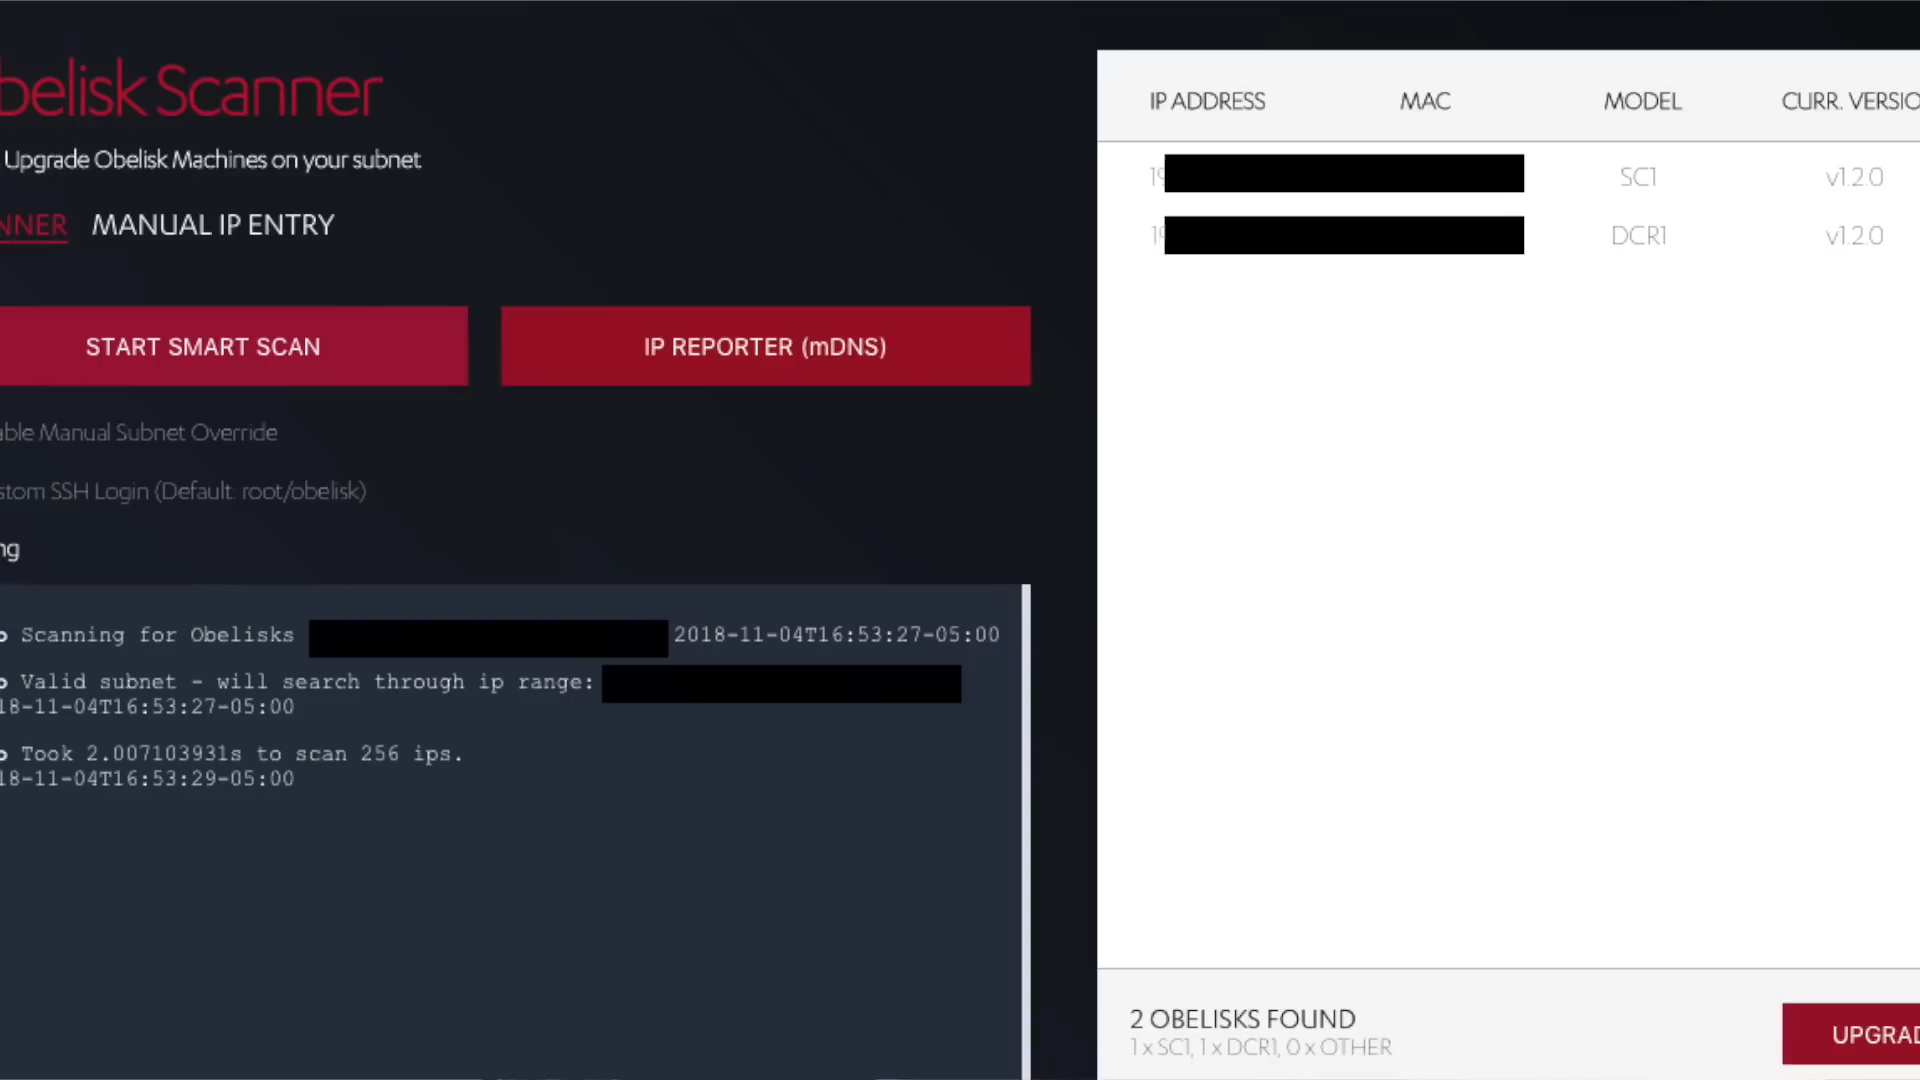 belisk Scanner
Upgrade Obelisk Machines on your subnet
NNER MANUAL IP ENTRY
START SMART SCAN
IP REPORTER (mDNS)
able Manual Subnet Override
stom SSH Login (Default: root/obelisk)
ng
o Scanning for Obelisks 2018-11-04T16:53:27-05:00
o Valid subnet - will search through ip range:
18-11-04T16:53:27-05:00
o Took 2.007103931s to scan 256 ips.
18-11-04T16:53:29-05:00
IP ADDRESS MAC MODEL CURR. VERSIO
19 SC1 v1.2.0
19 DCR1 v1.2.0
2 OBELISKS FOUND
1 x SC1, 1 x DCR1, 0 x OTHER
UPGRAD